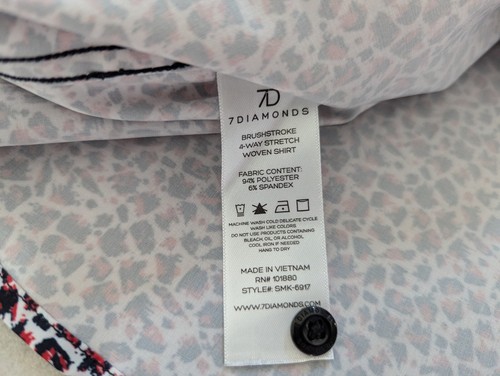 7D
7DIAMONDS
BRUSHSTROKE
4-WAY STRETCH
WOVEN SHIRT
FABRIC CONTENT:
94% POLYESTER
6% SPANDEX
MACHINE WASH COLD DELICATE CYCLE
WASH LIKE COLORS
DO NOT USE PRODUCTS CONTAINING
BLEACH, OIL, OR ALCOHOL
COOL IRON IF NEEDED
HANG TO DRY
MADE IN VIETNAM
RN# 101880
STYLE#: SMK-6917
WWW.7DIAMONDS.COM